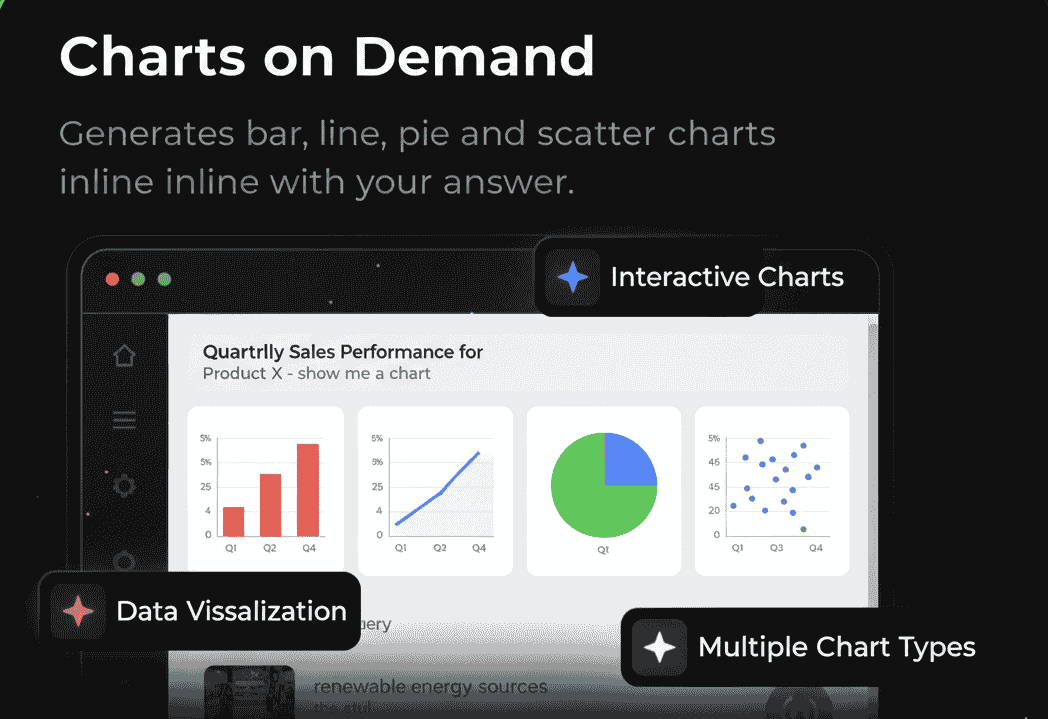 Charts on Demand
Generates bar, line, pie and scatter charts
inline inline with your answer.
Interactive Charts
Quartrlly Sales Performance for
Product X - show me a chart
5%
5%
25
4
0
Q1 Q2 Q4
5%
5%
25
4
0
Q1 Q2 Q4
Q1
5%
45
45
20
0
Q1 Q3 Q4
Data Vissalization
Multiple Chart Types
renewable energy sources